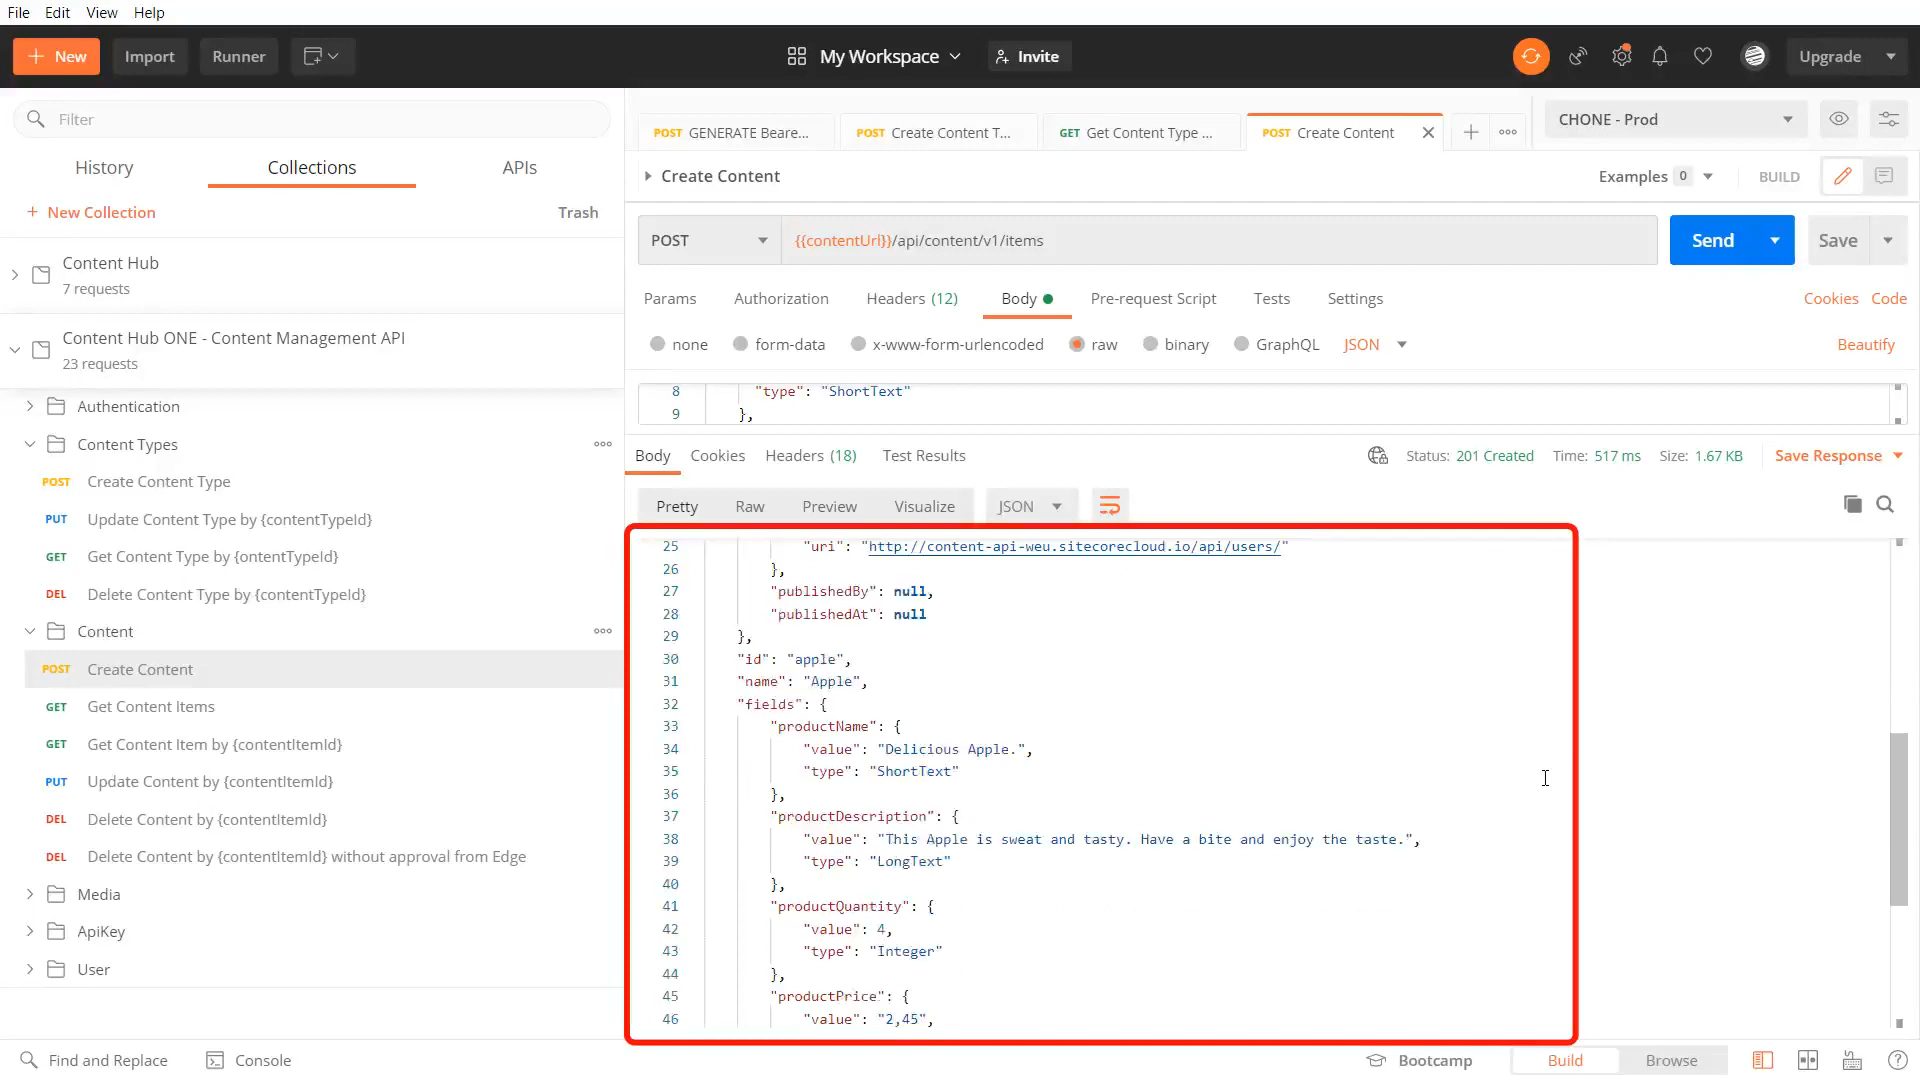 File Edit View Help
New Import Runner My Workspace Invite Upgrade
Filter
History Collections APIs
New Collection Trash
Content Hub
7 requests
Content Hub ONE - Content Management API
23 requests
Authentication
Content Types
POST Create Content Type
PUT Update Content Type by {contentTypeId}
GET Get Content Type by {ontentTypeId}
DEL Delete Content Type by {contentTypeId}
Content
POST Create Content
GET Get Content Items
GET Get Content Item by {contentItemId}
PUT Update Content by {contentItemId}
DEL Delete Content by {contentItemId}
DEL Delete Content by {contentItemId} without approval from Edge
Media
ApiKey
User
POST GENERATE Beare... POST Create Content T... GET Get Content Type ... POST Create Content CHONE - Prod
Create Content Examples 0 BUILD
POST {{contentUrl}}/api/content/v1/items Send Save
Params Authorization Headers (12) Body Pre-request Script Tests Settings Cookies Code
none form-data x-www-form-urlencoded raw binary GraphQL JSON Beautify
8 "type": "ShortText"
9 },
Body Cookies Headers (18) Test Results Status: 201 Created Time: 517 ms Size: 1.67 KB Save Response
Pretty Raw Preview Visualize JSON
25 "uri": "http://content-api-weu.sitecorecloud.io/api/users/"
26 },
27 "publishedBy": null,
28 "publishedAt": null
29 },
30 "id": "apple",
31 "name": "Apple",
32 "fields": {
33 "productName": {
34 "value": "Delicious Apple.",
35 "type": "ShortText"
36 },
37 "productDescription": {
38 "value": "This Apple is sweat and tasty. Have a bite and enjoy the taste.",
39 "type": "LongText"
40 },
41 "productQuantity": {
42 "value": 4,
43 "type": "Integer"
44 },
45 "productPrice": {
46 "value": "2,45",
Find and Replace Console Bootcamp Build Browse